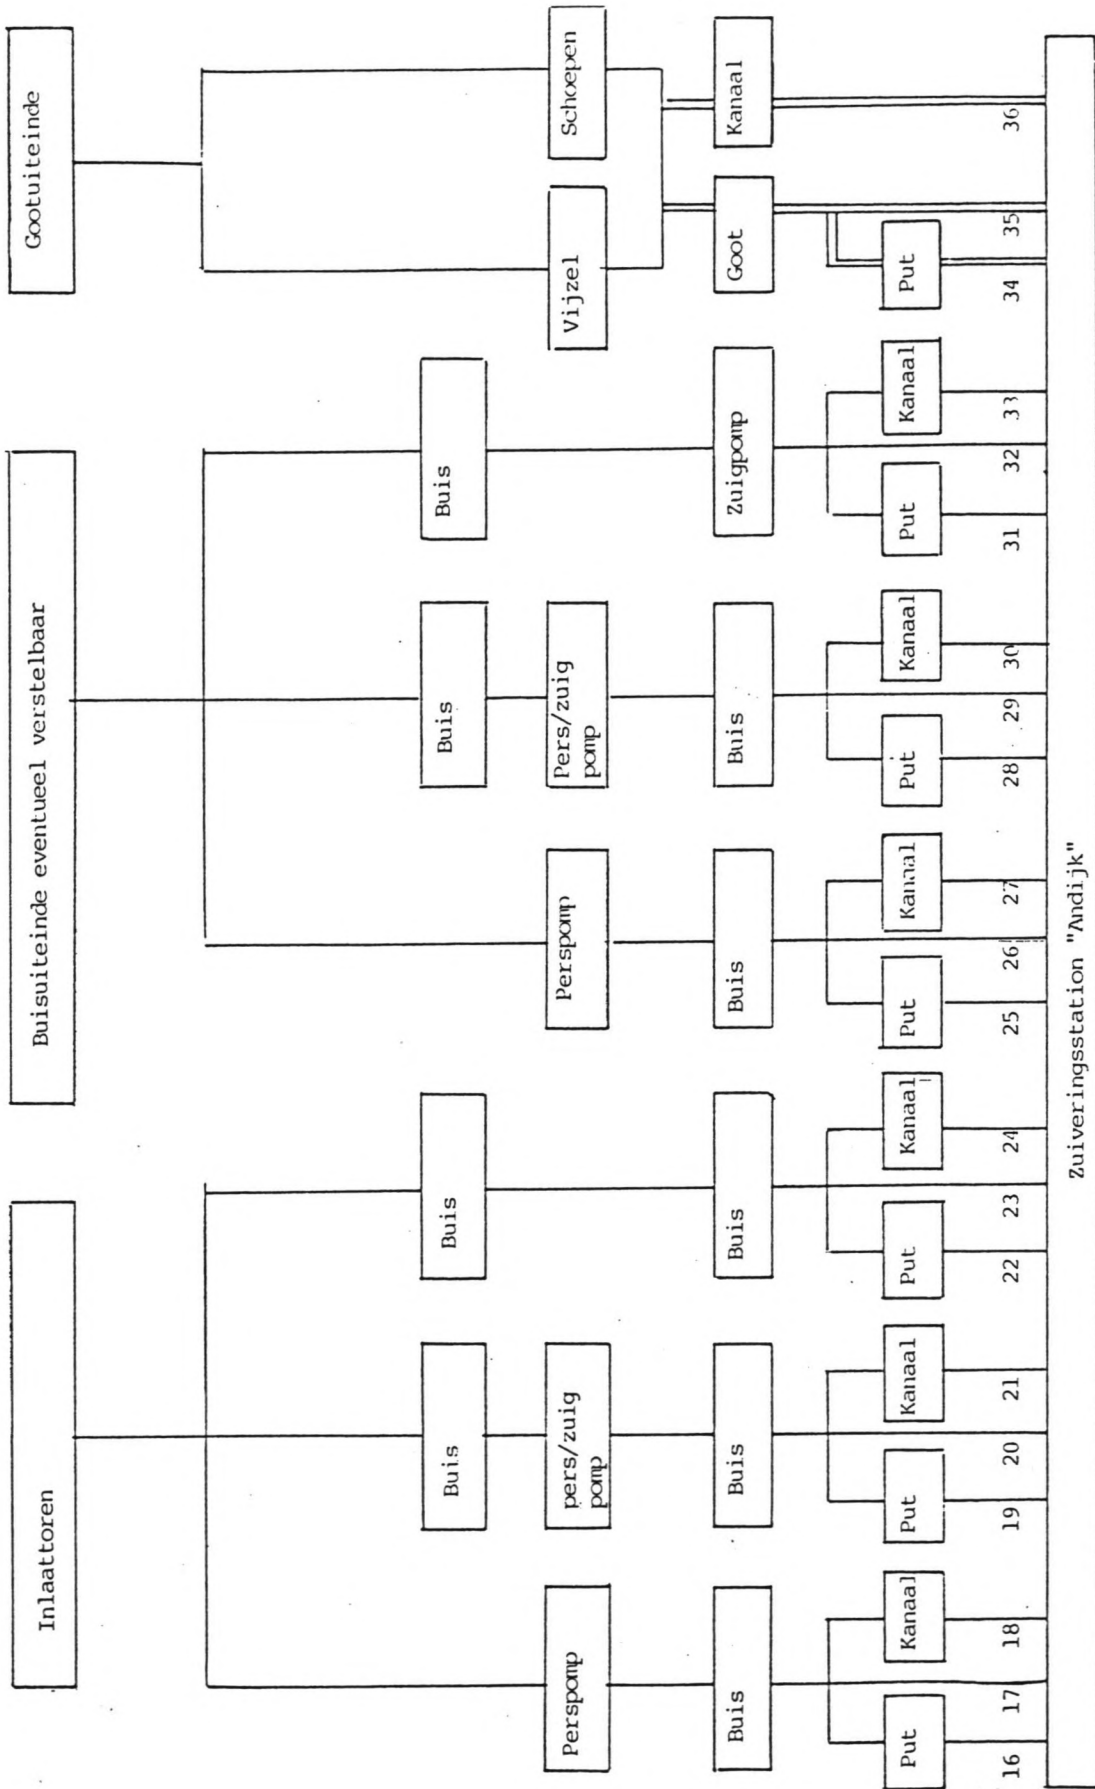 Inlaattoren
Buisuiteinde eventueel verstelbaar
Gootuiteinde
Buis
Buis
Buis
Buis
Perspomp
pers/zuig
pomp
Perspomp
Pers/zuig
pomp
Vijzel
Schoepen
Buis
Buis
Buis
Buis
Buis
Zuigpomp
Goot
Kanaal
Put
Kanaal
Put
Kanaal
Put
Kanaal
Put
Kanaal
Put
Kanaal
Put
Kanaal
Put
16
17
18
19
20
21
22
23
24
25
26
27
28
29
30
31
32
33
34
35
36
Zuiveringsstation "Andijk"